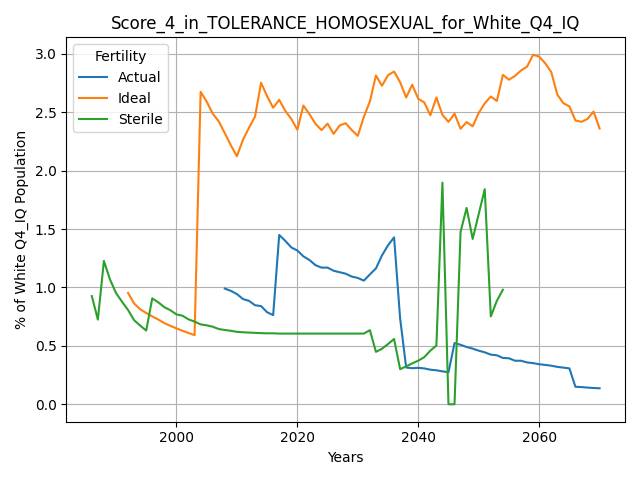 Score_4_in_TOLERANCE_HOMOSEXUAL_for_White_Q4_IQ
Fertility
Actual
Ideal
Sterile
% of White Q4_IQ Population
3.0
2.5
2.0
1.5
1.0
0.5
0.0
2000 2020 2040 2060
Years